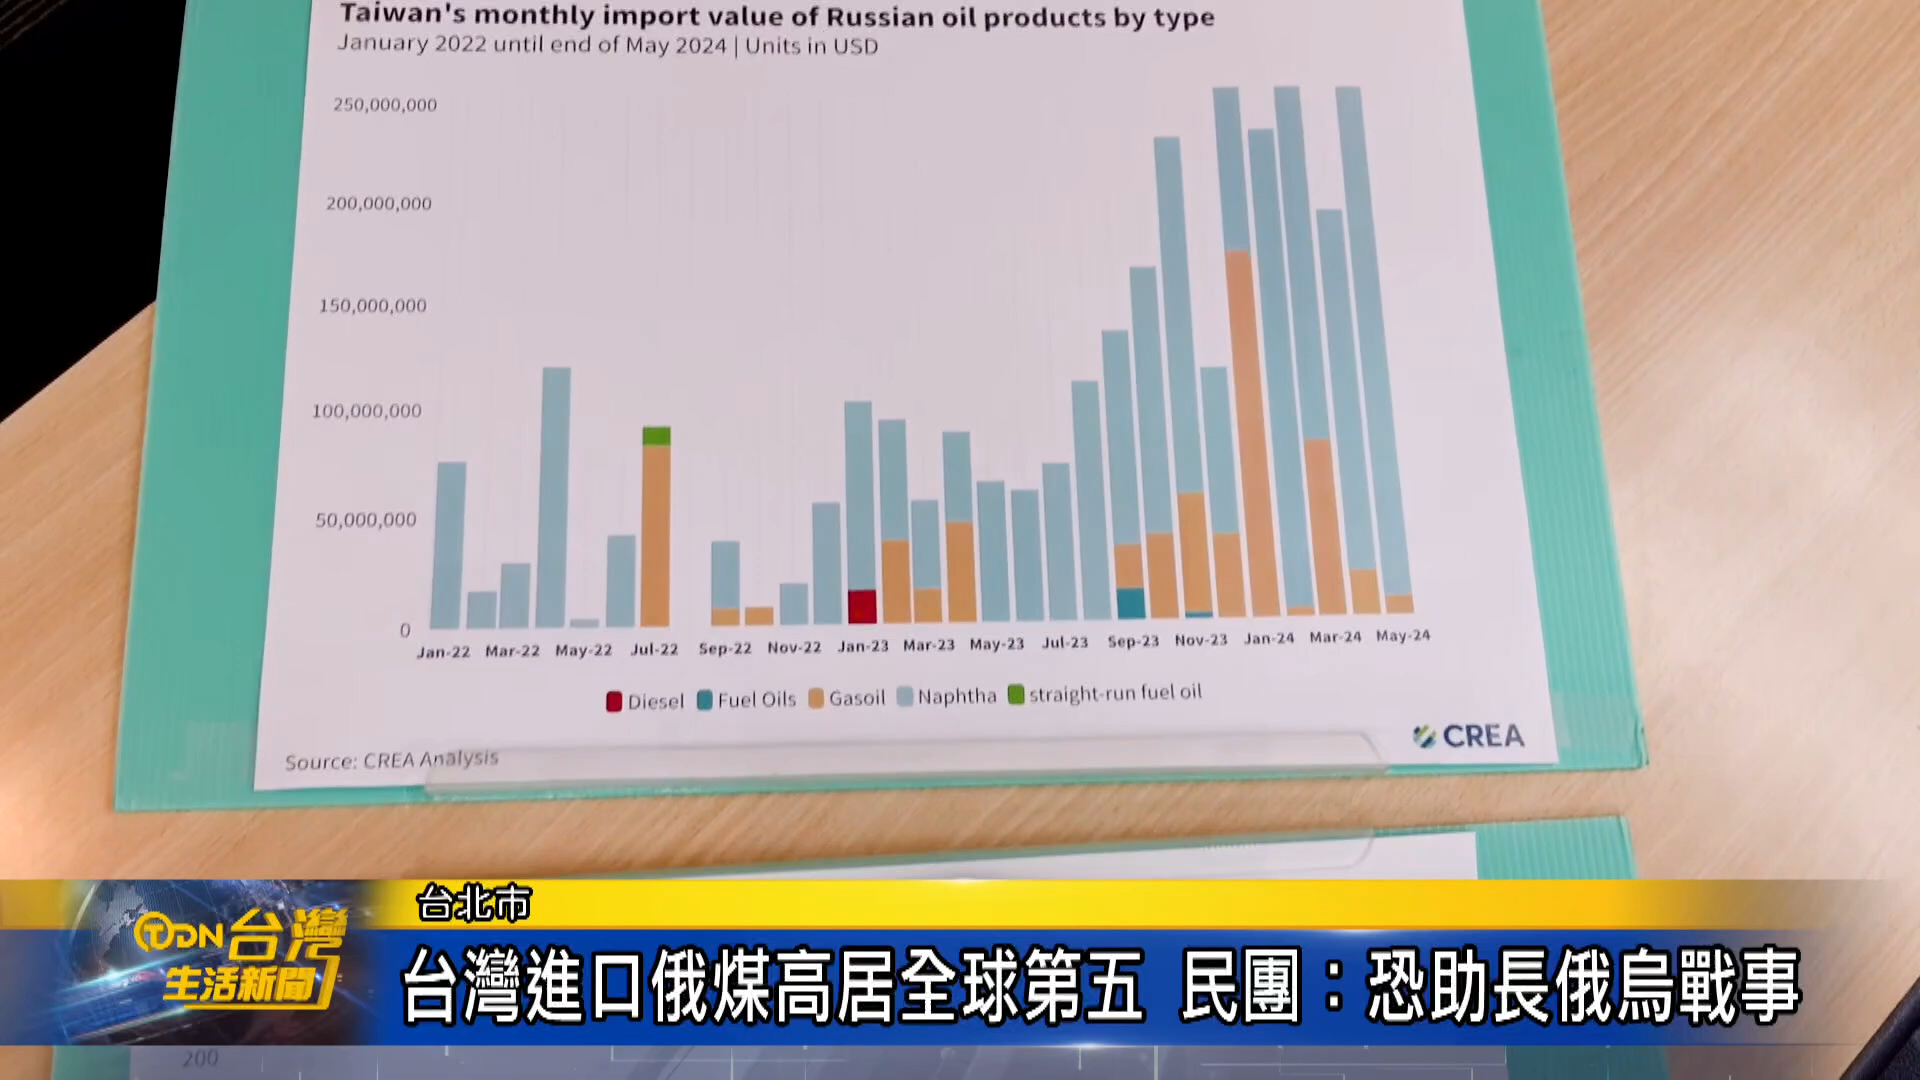 Taiwan's monthly import value of Russian oil products by type
January 2022 until end of May 2024 | Units in USD
250,000,000
200,000,000
150,000,000
100,000,000
50,000,000
0
Jan-22 Mar-22 May-22 Jul-22 Sep-22 Nov-22 Jan-23 Mar-23 May-23 Jul-23 Sep-23 Nov-23 Jan-24 Mar-24 May-24
Diesel Fuel Oils Gasoil Naphtha straight-run fuel oil
CREA
Source: CREA Analysis
台北市
TDN台灣
生活新聞
台灣進口俄煤高居全球第五 民團：恐助長俄烏戰事
200